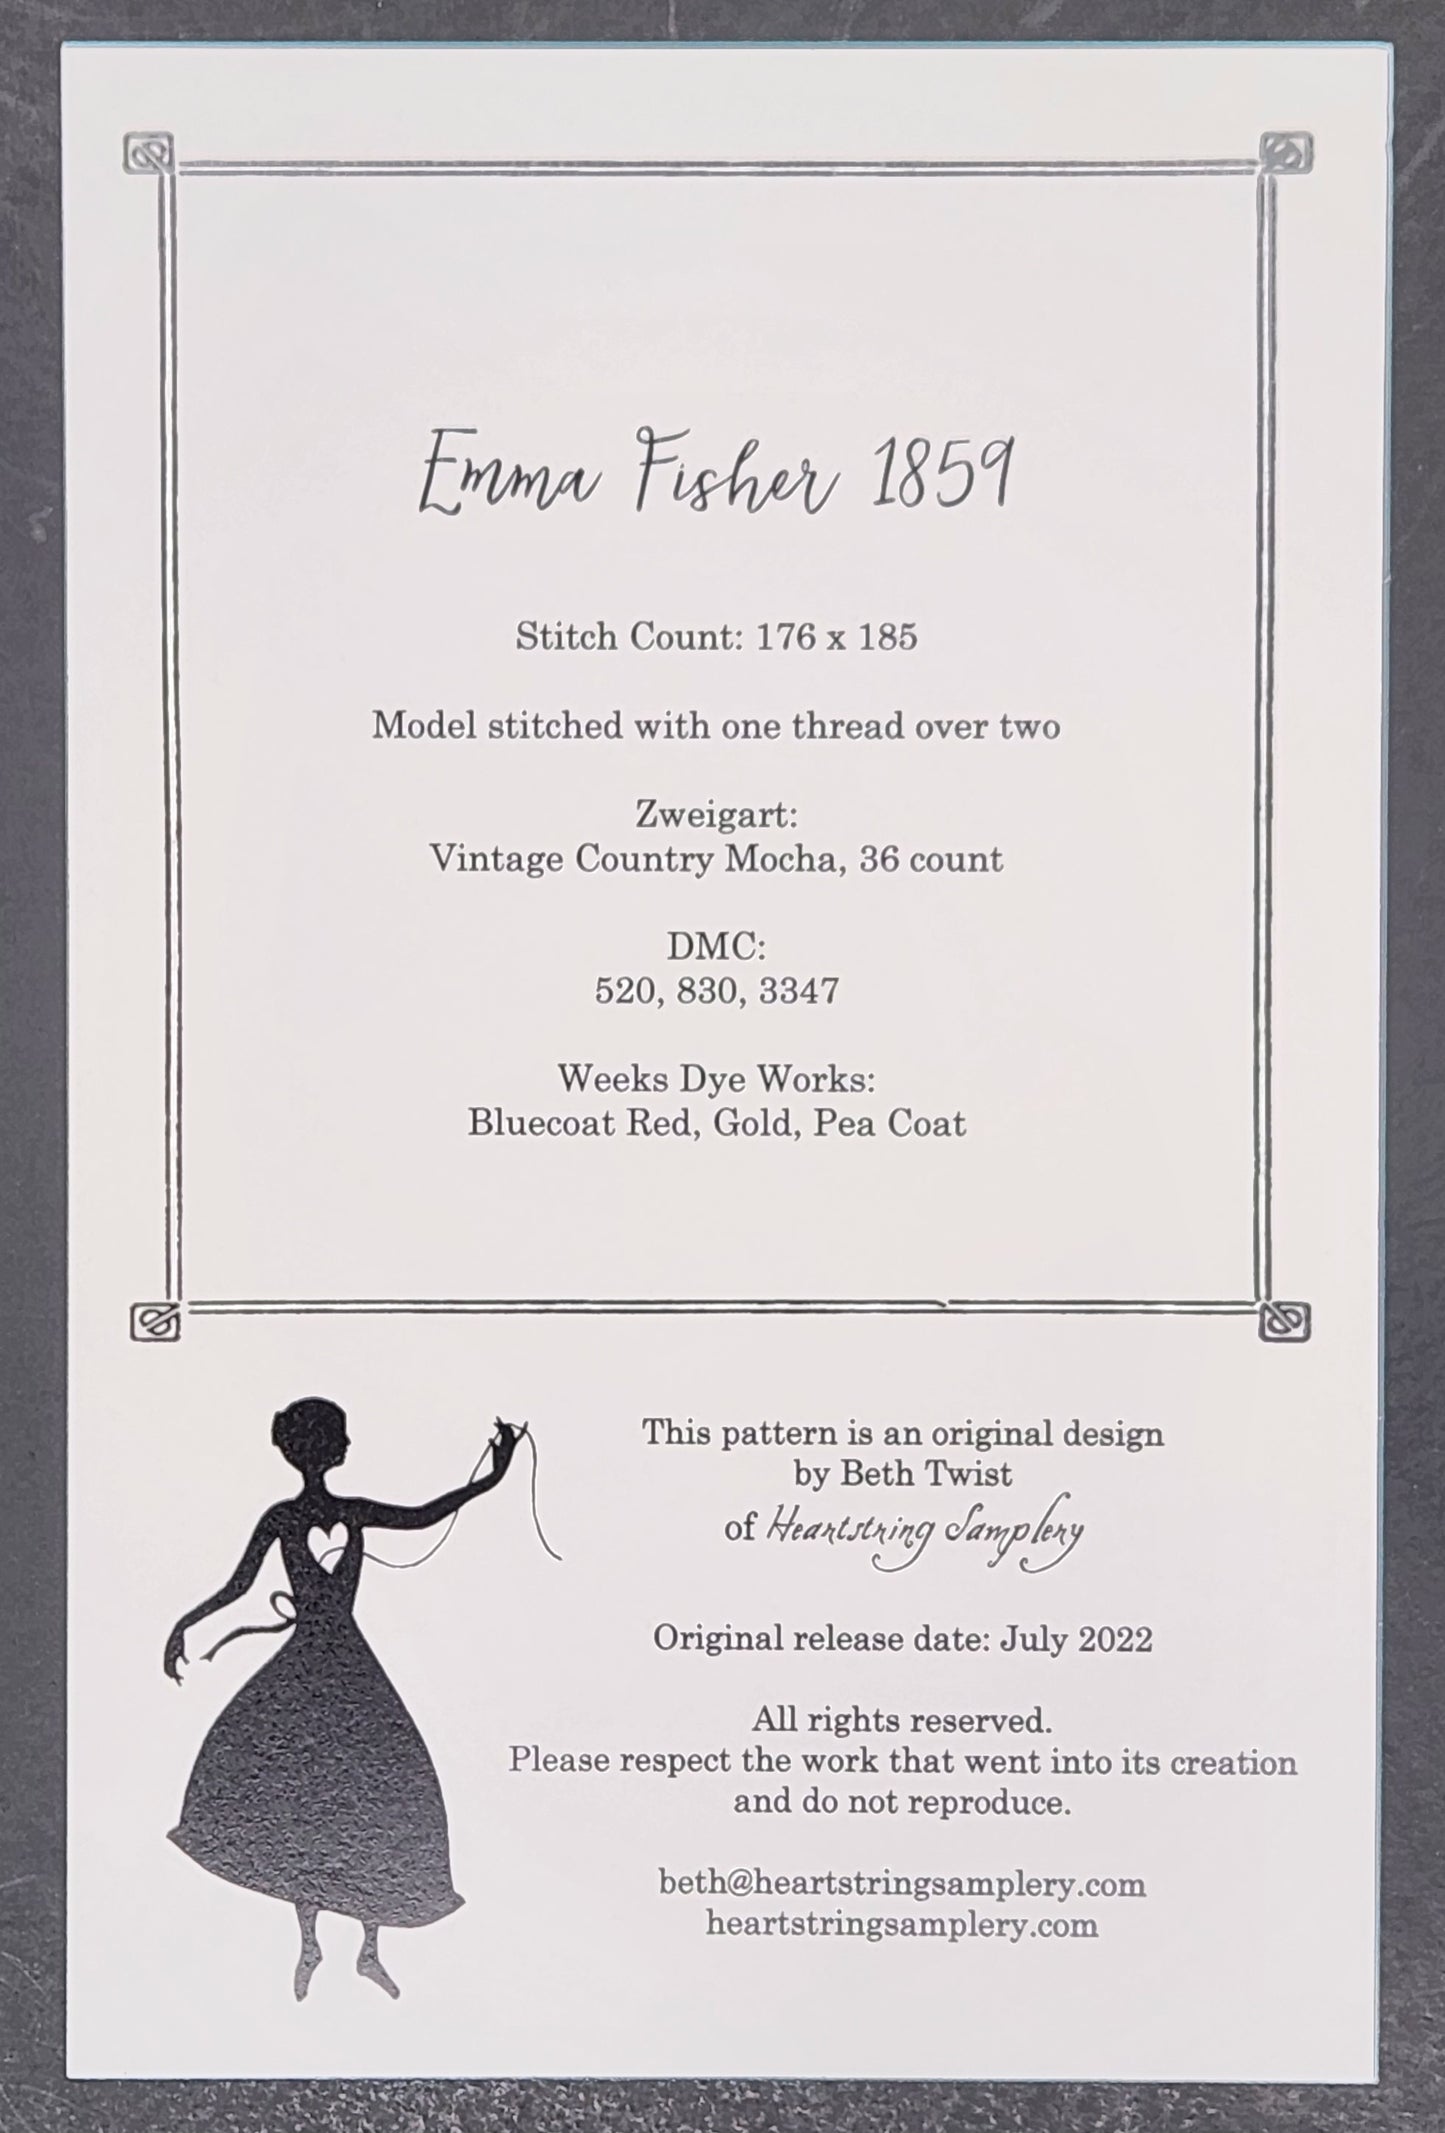 Emma Fisher 1859
Stitch Count: 176 x 185
Model stitched with one thread over two
Zweigart:
Vintage Country Mocha, 36 count
DMC:
520, 830, 3347
Weeks Dye Works:
Bluecoat Red, Gold, Pea Coat
This pattern is an original design
by Beth Twist
of Heartstring Samplery
Original release date: July 2022
All rights reserved.
Please respect the work that went into its creation
and do not reproduce.
beth@heartstringsamplery.com
heartstringsamplery.com